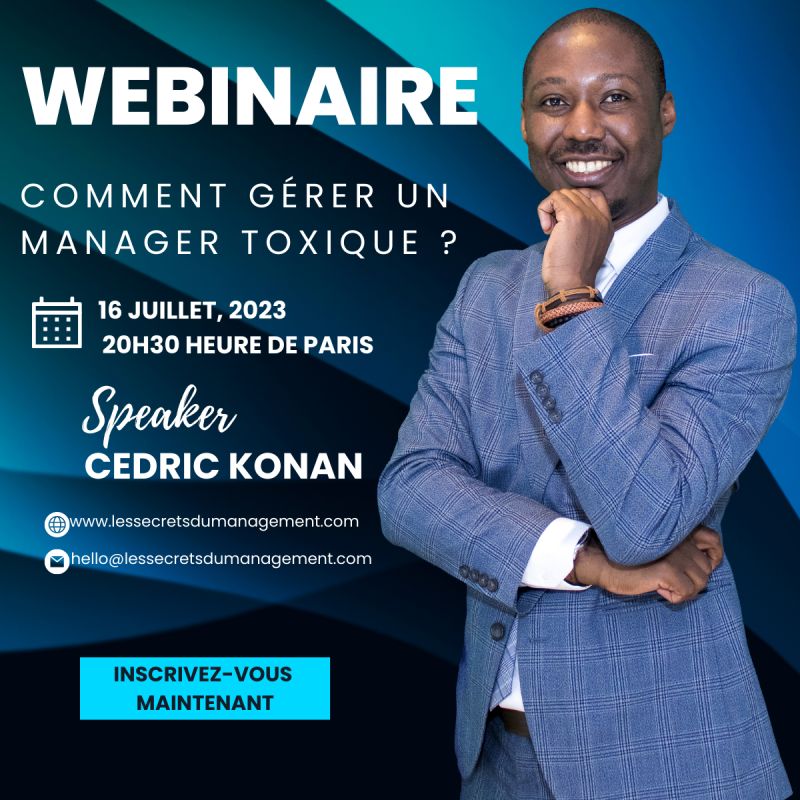 WEBINAIRE
COMMENT GÉRER UN
MANAGER TOXIQUE ?
16 JUILLET, 2023
20H30 HEURE DE PARIS
Speaker
CEDRIC KONAN
www.lessecretsdumanagement.com
hello@lessecretsdumanagement.com
INSCRIVEZ-VOUS
MAINTENANT